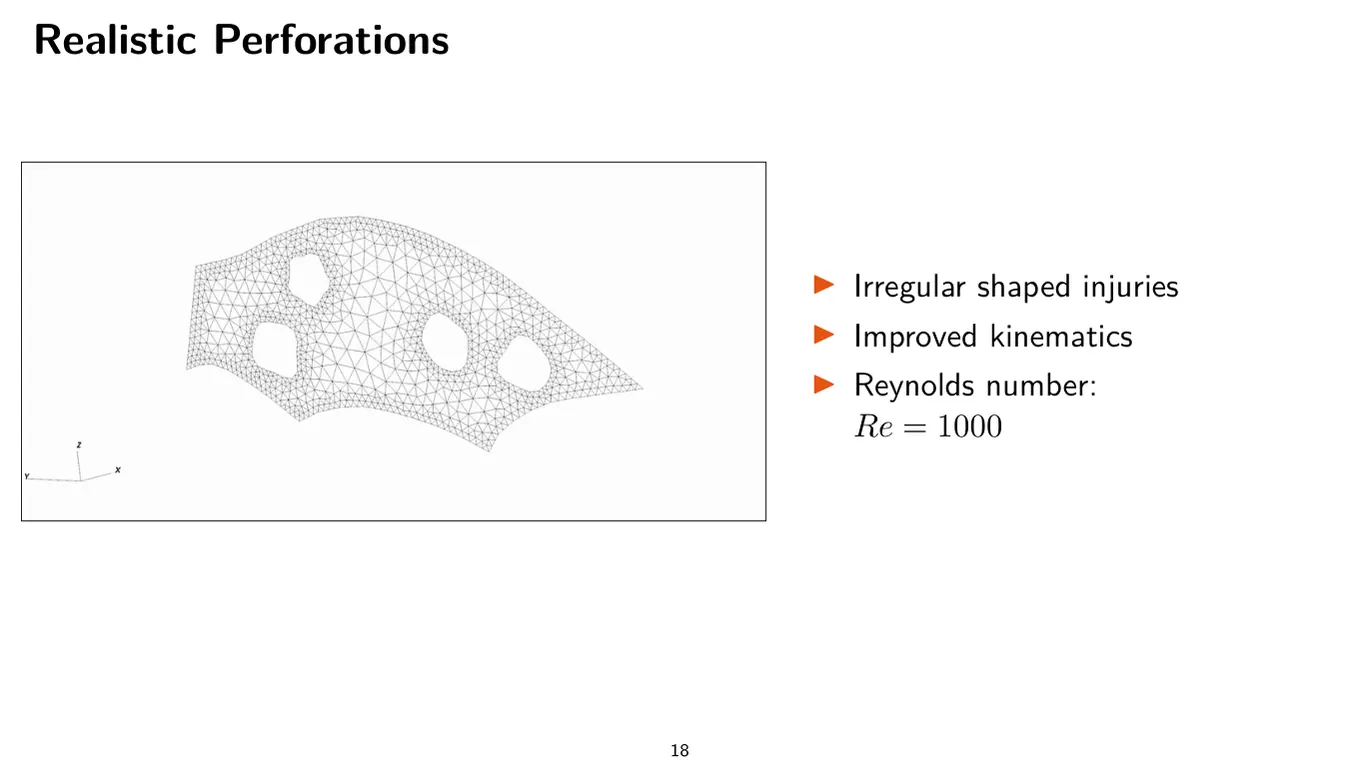 Realistic Perforations
Z
Y
X
▶ Irregular shaped injuries
▶ Improved kinematics
▶ Reynolds number:
Re = 1000
18